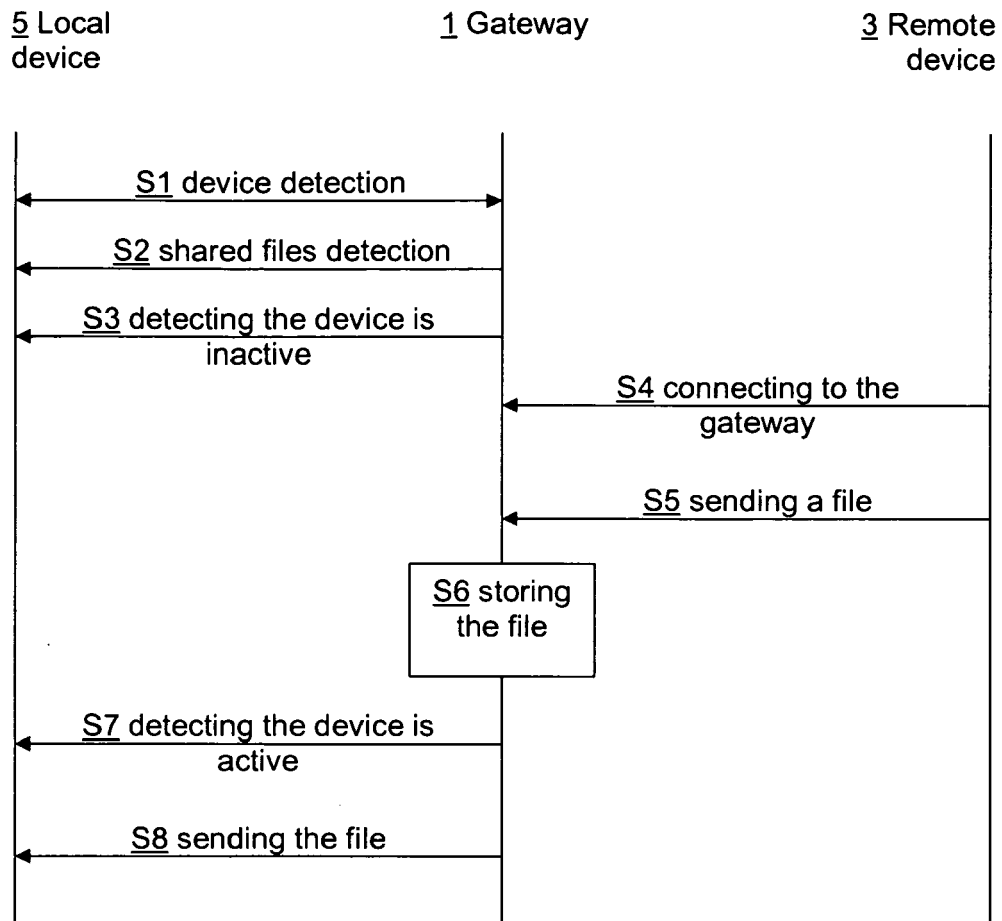 5 Local
device
1 Gateway
3 Remote
device
S1 device detection
S2 shared files detection
S3 detecting the device is
inactive
S4 connecting to the
gateway
S5 sending a file
S6 storing
the file
S7 detecting the device is
active
S8 sending the file